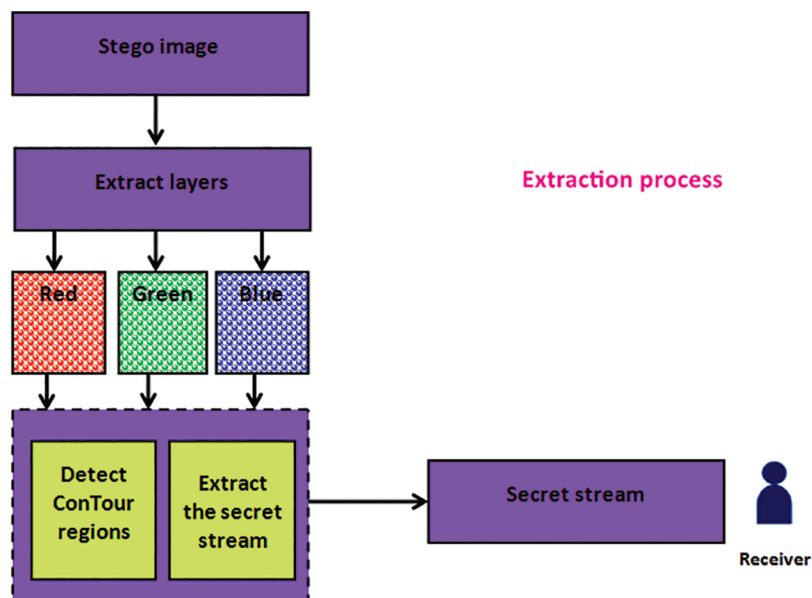 Stego image
Extract layers
Extraction process
Red
Green
Blue
Detect
ConTour
regions
Extract
the secret
stream
Secret stream
Receiver